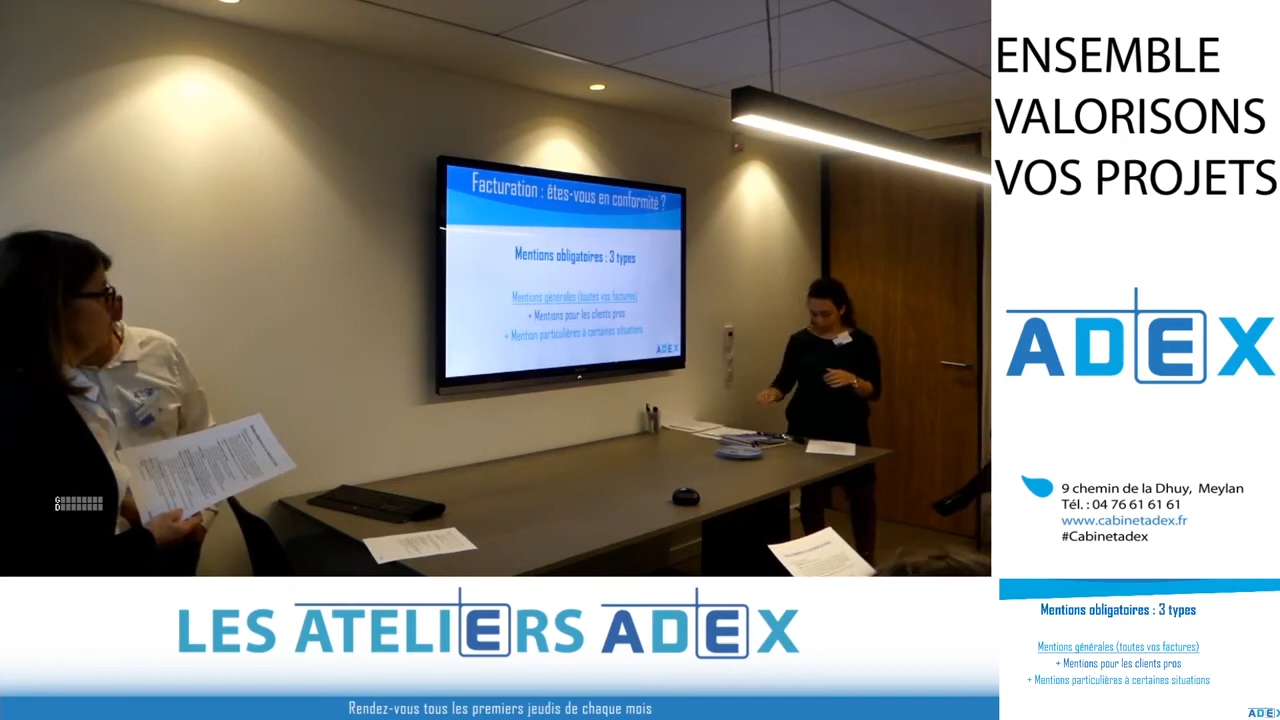 ENSEMBLE
VALORISONS
VOS PROJETS
Facturation : êtes-vous en conformité ?
Mentions obligatoires : 3 types
Mentions générales (toutes vos factures)
+ Mentions pour les clients pros
+ Mention particulières à certaines situations
ADEX
ADEX
9 chemin de la Dhuy, Meylan
Tél. : 04 76 61 61 61
www.cabinetadex.fr
#Cabinetadex
G
D
LES ATELIERS ADEX
Rendez-vous tous les premiers jeudis de chaque mois
Mentions obligatoires : 3 types
Mentions générales (toutes vos factures)
+ Mentions pour les clients pros
+ Mentions particulières à certaines situations
ADEX